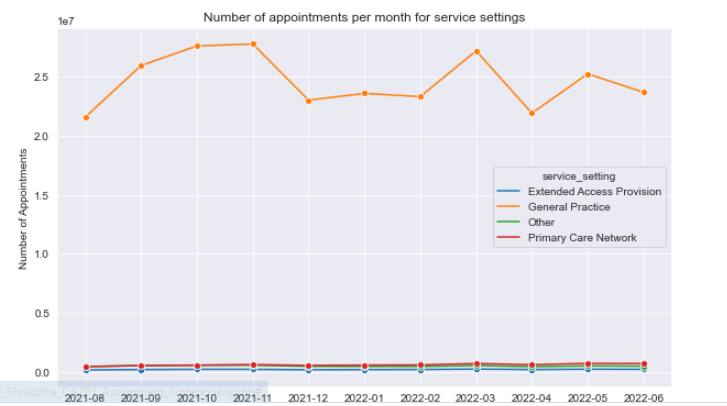 Number of appointments per month for service settings
1e7
2.5
2.0
1.5
1.0
0.5
0.0
Number of Appointments
service_setting
Extended Access Provision
General Practice
Other
Primary Care Network
2021-08 2021-09 2021-10 2021-11 2021-12 2022-01 2022-02 2022-03 2022-04 2022-05 2022-06